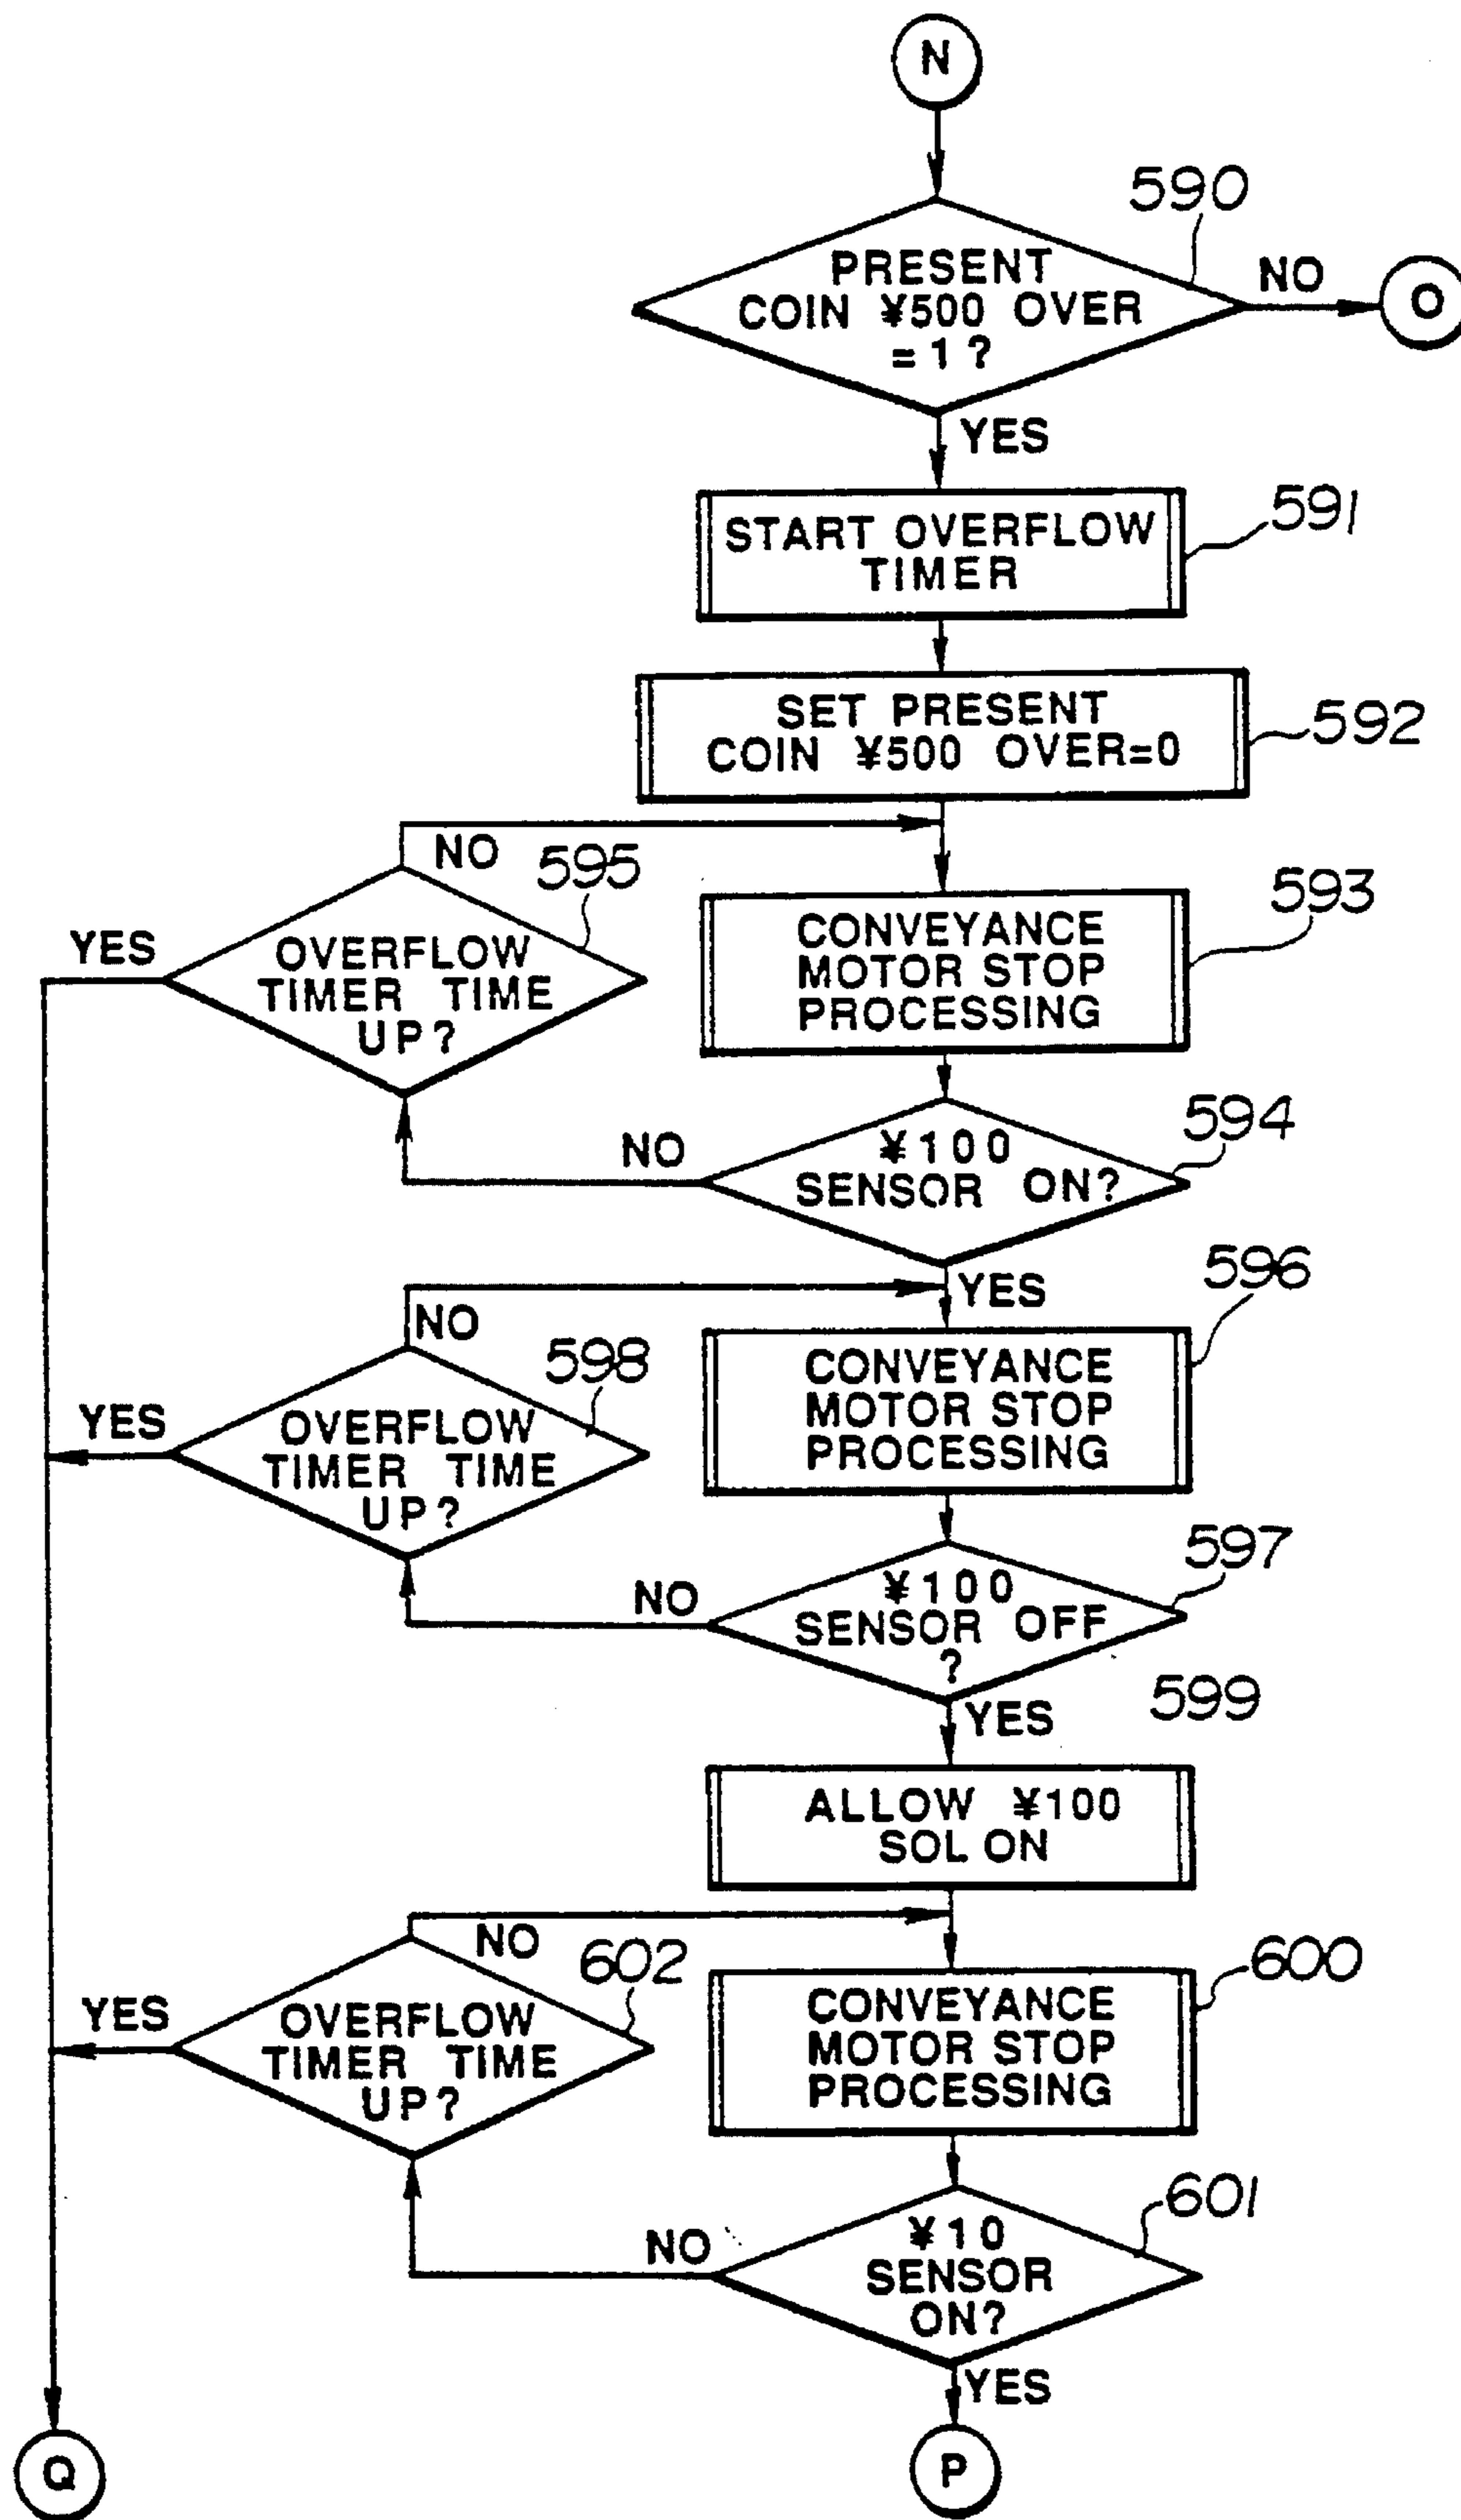 N
590
PRESENT
COIN ¥500 OVER
=1?
NO
O
YES
START OVERFLOW
TIMER
591
SET PRESENT
COIN ¥500 OVER=0
592
NO
595
YES
OVERFLOW
TIMER TIME
UP?
CONVEYANCE
MOTOR STOP
PROCESSING
593
NO
¥100
SENSOR ON?
594
YES
596
NO
598
YES
OVERFLOW
TIMER TIME
UP?
CONVEYANCE
MOTOR STOP
PROCESSING
NO
¥100
SENSOR OFF
?
597
YES
599
ALLOW ¥100
SOL ON
NO
602
YES
OVERFLOW
TIMER TIME
UP?
CONVEYANCE
MOTOR STOP
PROCESSING
600
NO
¥10
SENSOR
ON?
601
YES
Q
P